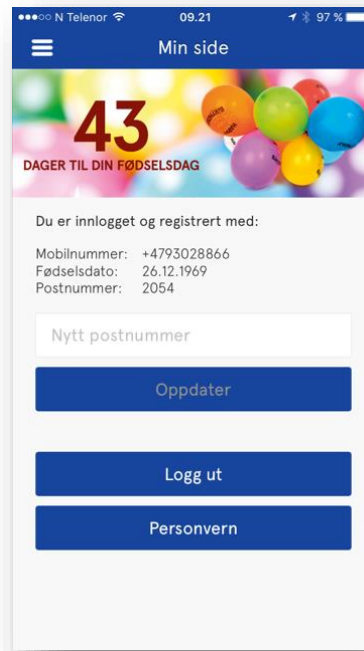 N Telenor 09.21 97 %
Min side
43
DAGER TIL DIN FØDSELSDAG
Du er innlogget og registrert med:
Mobilnummer: +4793028866
Fødselsdato: 26.12.1969
Postnummer: 2054
Nytt postnummer
Oppdater
Logg ut
Personvern